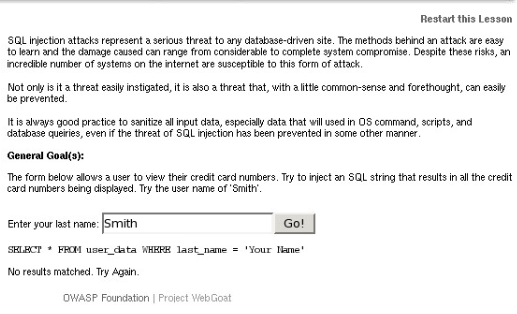 Restart this Lesson
SQL injection attacks represent a serious threat to any database-driven site. The methods behind an attack are easy
to learn and the damage caused can range from considerable to complete system compromise. Despite these risks, an
incredible number of systems on the internet are susceptible to this form of attack.
Not only is it a threat easily instigated, it is also a threat that, with a little common-sense and forethought, can easily
be prevented.
It is always good practice to sanitize all input data, especially data that will used in OS command, scripts, and
database queiries, even if the threat of SQL injection has been prevented in some other manner.
General Goal(s):
The form below allows a user to view their credit card numbers. Try to inject an SQL string that results in all the credit
card numbers being displayed. Try the user name of 'Smith'.
Enter your last name: Smith Go!
SELECT * FROM user_data WHERE last_name = 'Your Name'
No results matched. Try Again.
OWASP Foundation | Project WebGoat